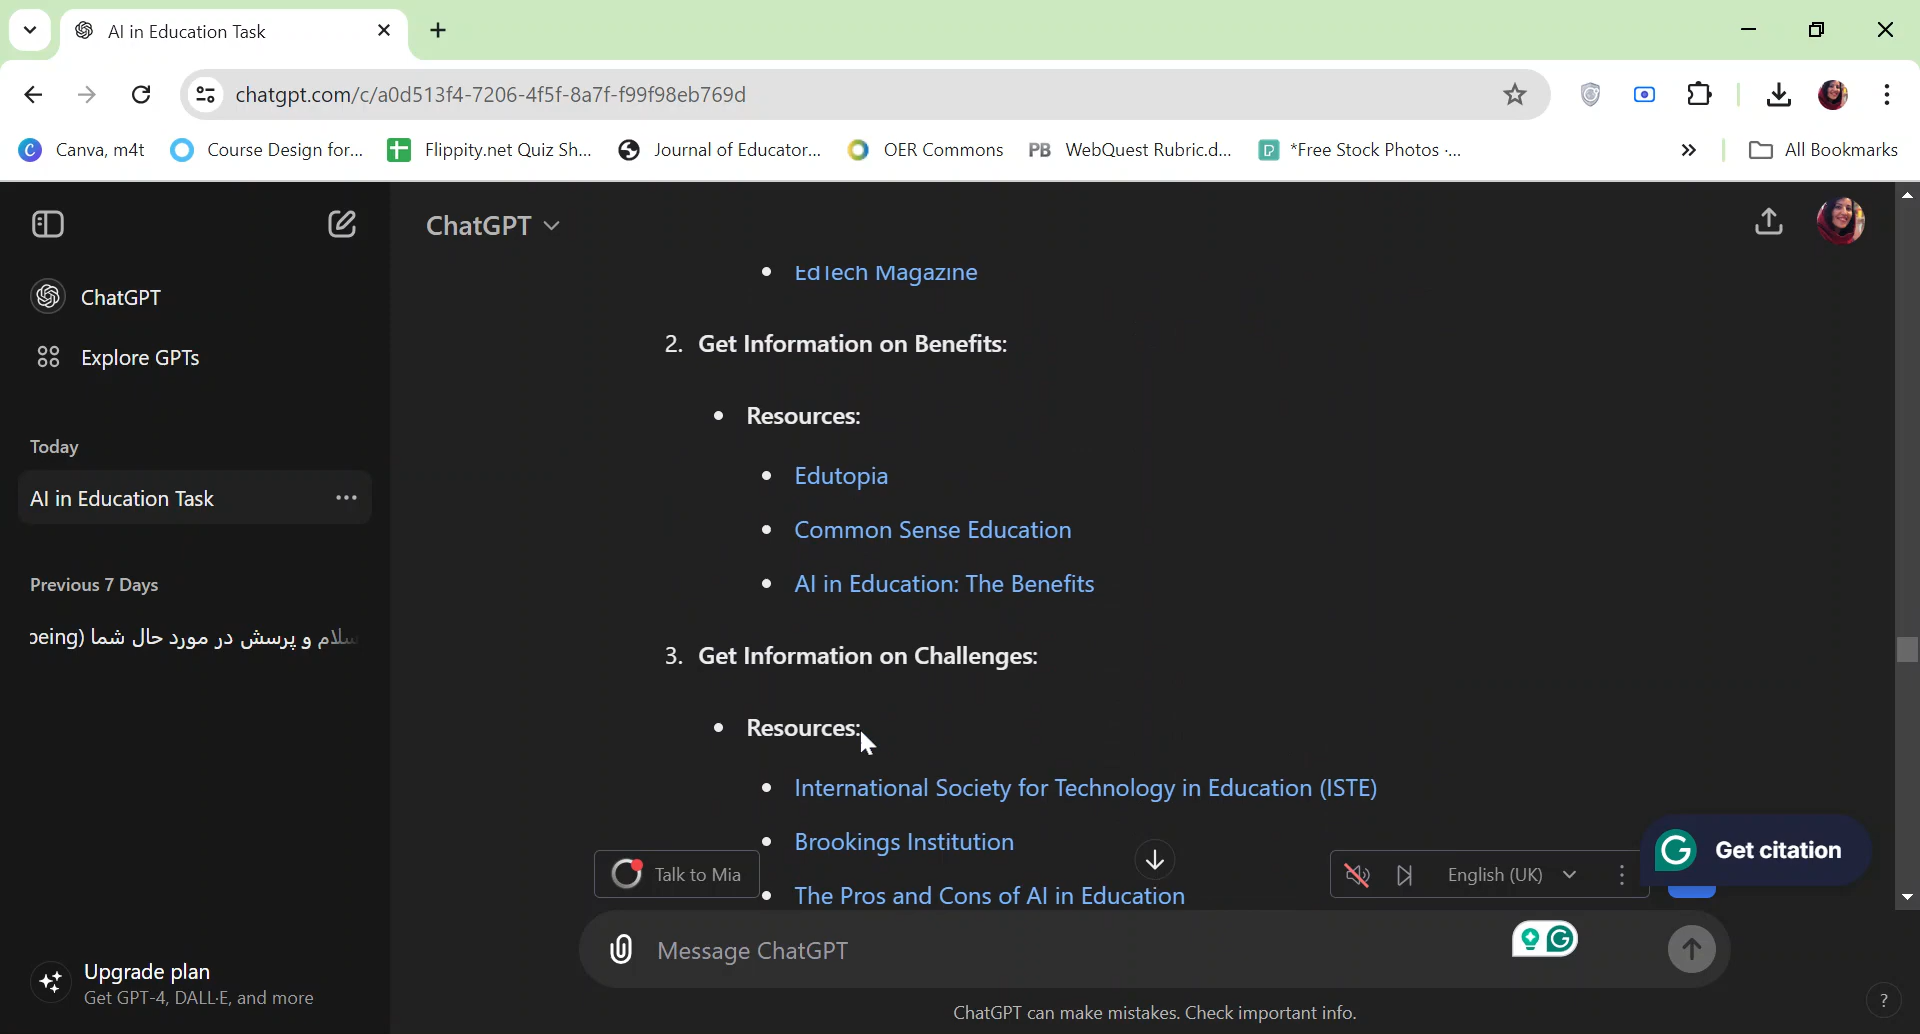 AI in Education Task
chatgpt.com/c/a0d513f4-7206-4f5f-8a7f-f99f98eb769d
Canva, m4t
Course Design for...
Flippity.net Quiz Sh...
Journal of Educator...
OER Commons
PB WebQuest Rubric.d...
*Free Stock Photos ·...
All Bookmarks
ChatGPT
ChatGPT
Explore GPTs
Today
AI in Education Task
Previous 7 Days
سلام و پرسش در مورد حال شما (being
Upgrade plan
Get GPT-4, DALL·E, and more
EdTech Magazine
2. Get Information on Benefits:
Resources:
Edutopia
Common Sense Education
AI in Education: The Benefits
3. Get Information on Challenges:
Resources:
International Society for Technology in Education (ISTE)
Brookings Institution
The Pros and Cons of AI in Education
Talk to Mia
English (UK)
Get citation
Message ChatGPT
ChatGPT can make mistakes. Check important info.
?